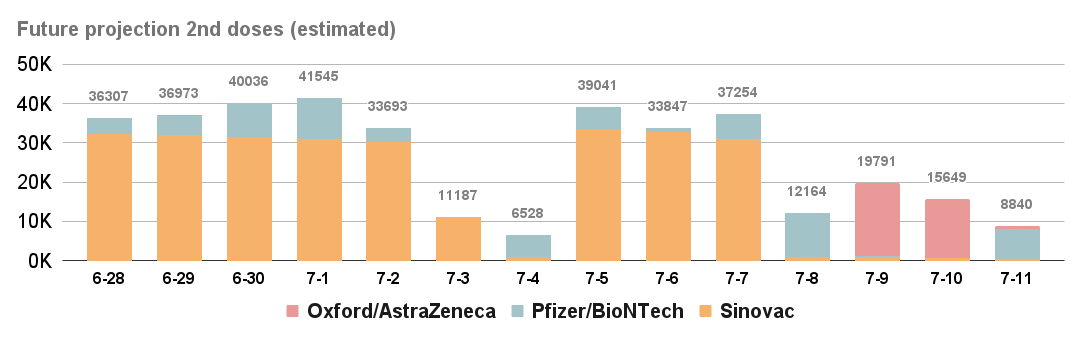 Future projection 2nd doses (estimated)
50K
40K
30K
20K
10K
0K
36307
36973
40036
41545
33693
11187
6528
39041
33847
37254
12164
19791
15649
8840
6-28
6-29
6-30
7-1
7-2
7-3
7-4
7-5
7-6
7-7
7-8
7-9
7-10
7-11
Oxford/AstraZeneca
Pfizer/BioNTech
Sinovac